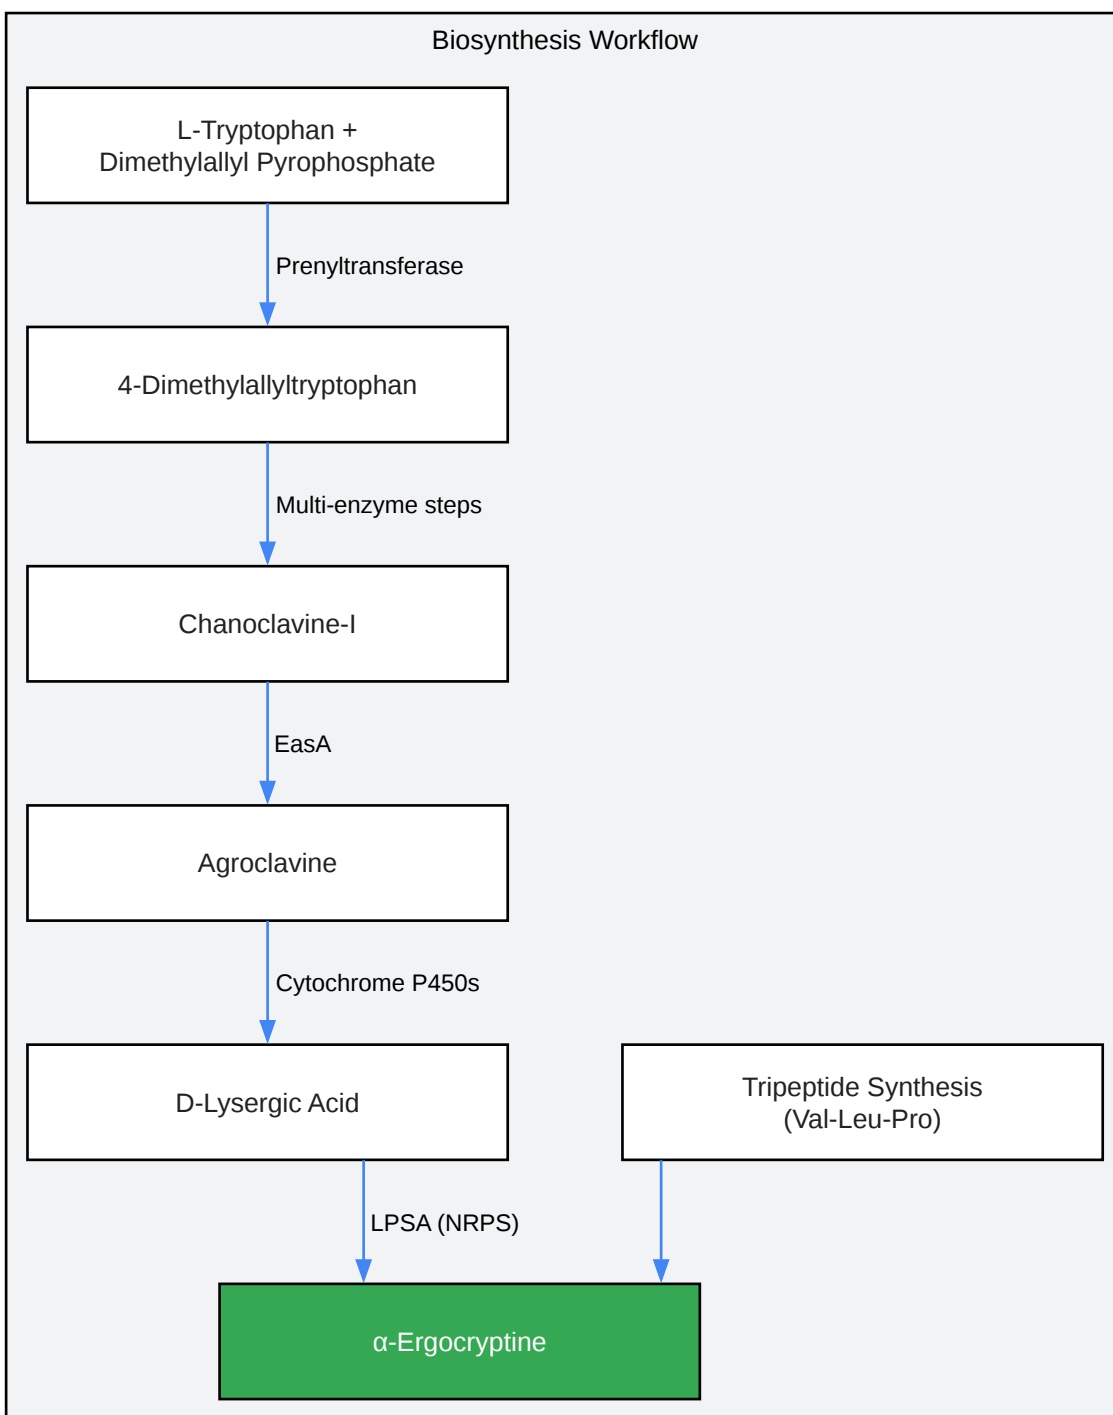 Biosynthesis Workflow
L-Tryptophan +
Dimethylallyl Pyrophosphate
Prenyltransferase
4-Dimethylallyltryptophan
Multi-enzyme steps
Chanoclavine-I
EasA
Agroclavine
Cytochrome P450s
D-Lysergic Acid
Tripeptide Synthesis
(Val-Leu-Pro)
LPSA (NRPS)
α-Ergocryptine